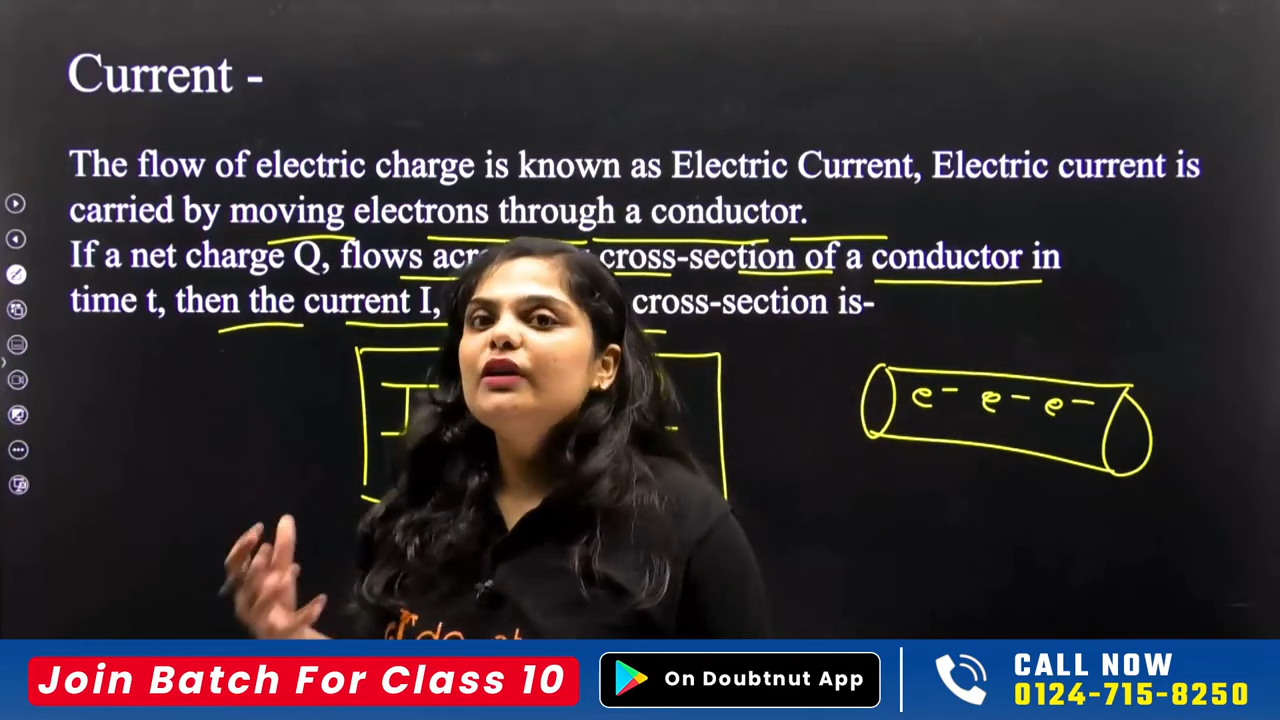 Current -
The flow of electric charge is known as Electric Current, Electric current is
carried by moving electrons through a conductor.
If a net charge Q, flows cross-section of a conductor in
time t, then the current I, cross-section is-
I
e⁻ e⁻ e⁻
Join Batch For Class 10
On Doubtnut App
CALL NOW
0124-715-8250